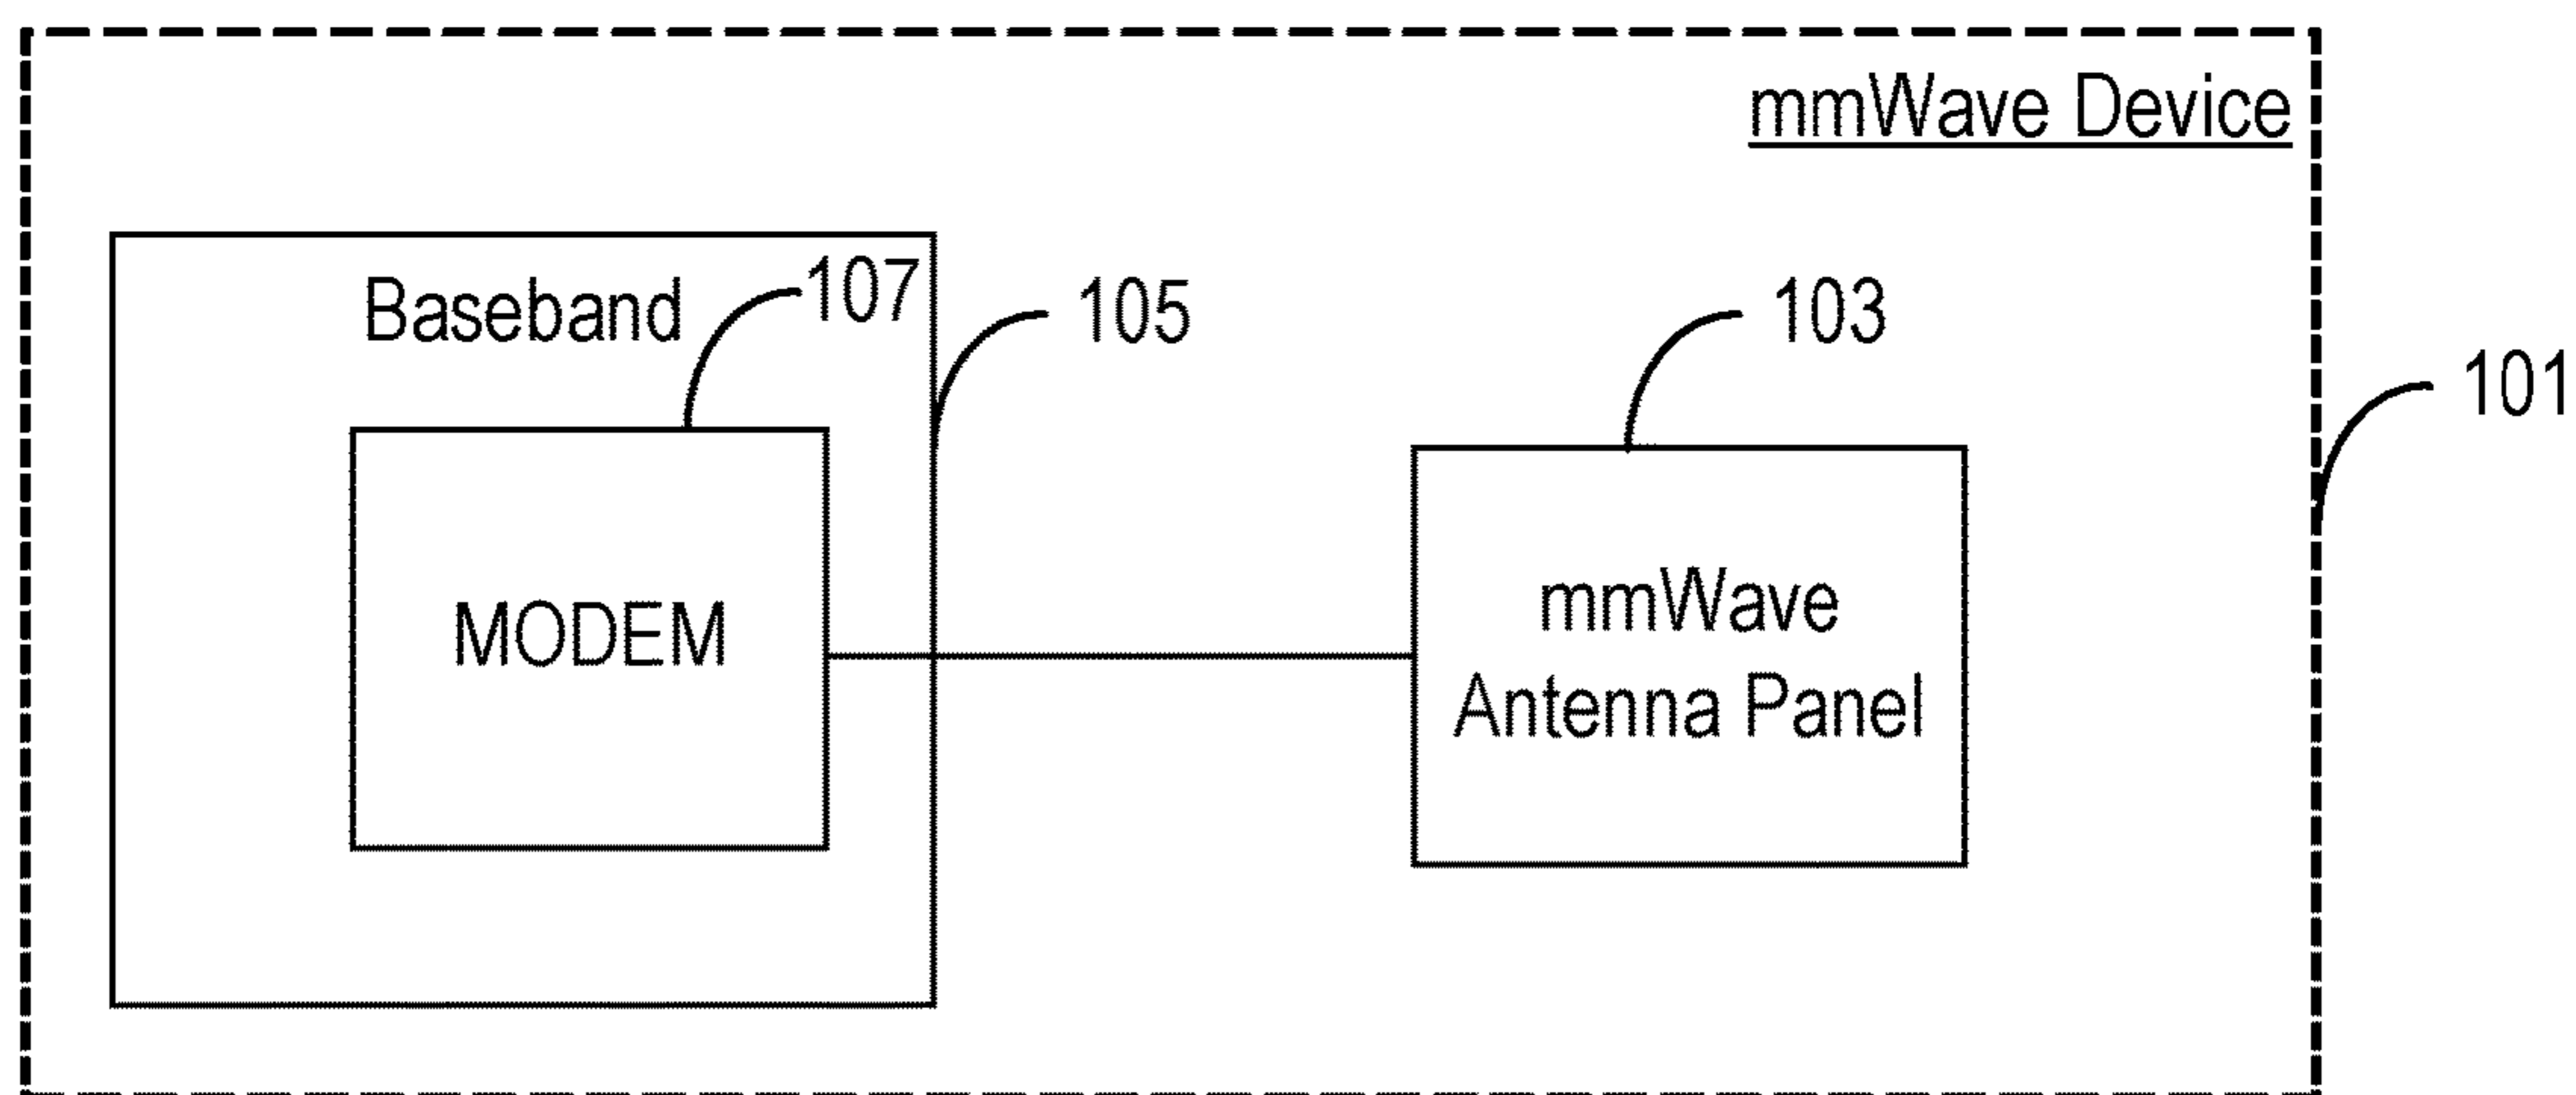 mmWave Device
Baseband
107
105
103
101
MODEM
mmWave
Antenna Panel